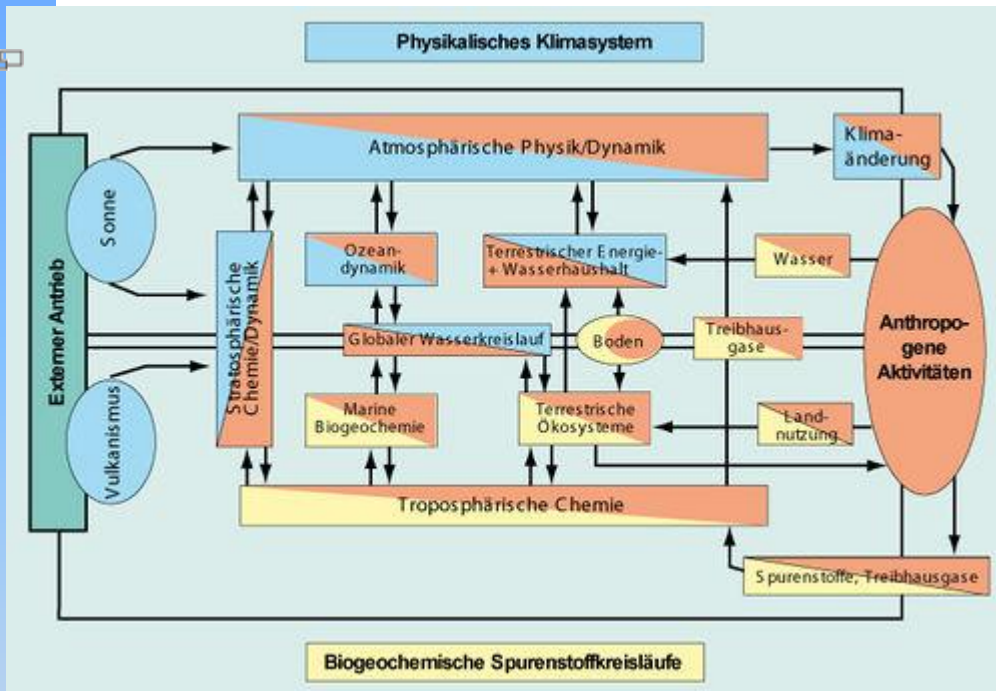 Physikalisches Klimasystem
Externer Antrieb
Sonne
Vulkanismus
Atmosphärische Physik/Dynamik
Klima-
änderung
Stratosphärische
Chemie/Dynamik
Ozean-
dynamik
Terrestrischer Energie-
+ Wasserhaushalt
Wasser
Globaler Wasserkreislauf
Boden
Treibhaus-
gase
Anthropo-
gene
Aktivitäten
Marine
Biogeochemie
Terrestrische
Ökosysteme
Land-
nutzung
Troposphärische Chemie
Spurenstoffe, Treibhausgase
Biogeochemische Spurenstoffkreisläufe